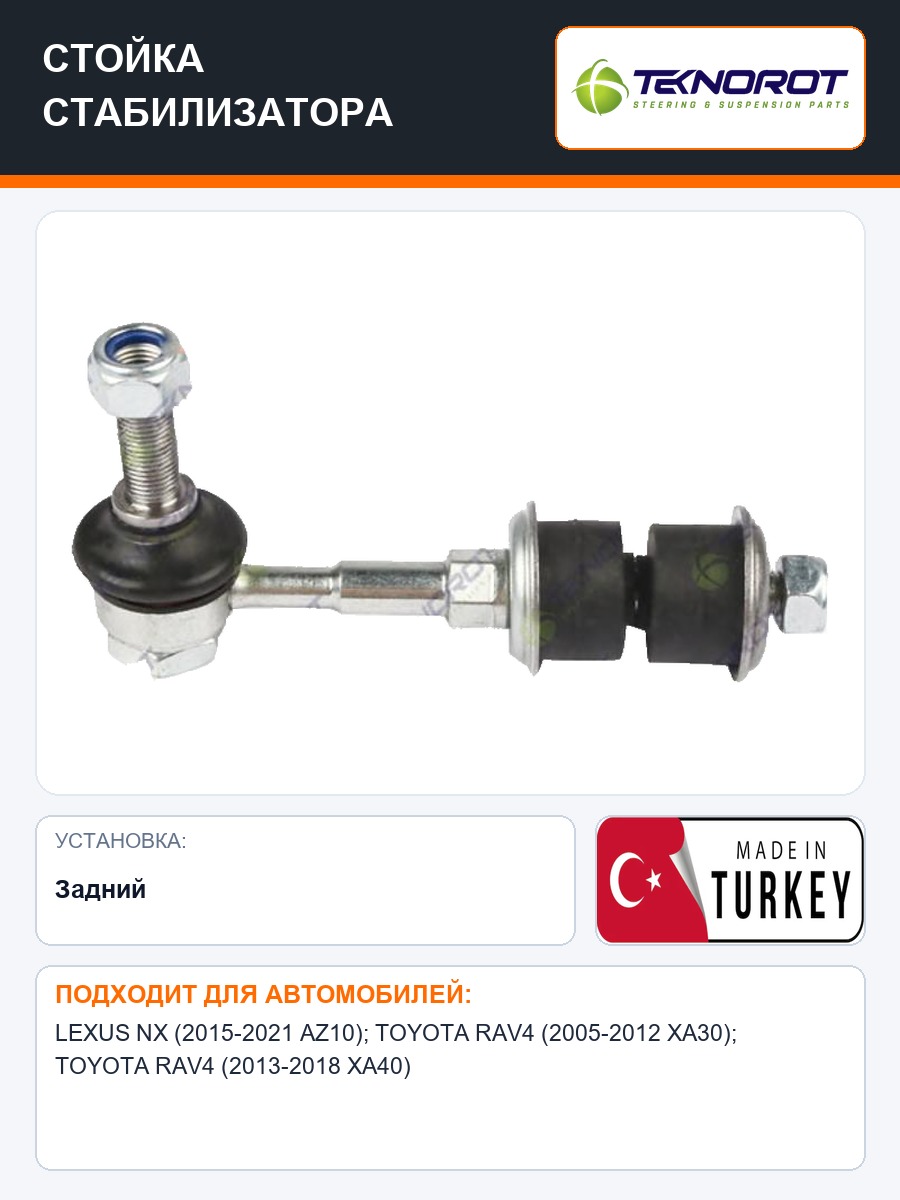 СТОЙКА
СТАБИЛИЗАТОРА
TEKNOROT
STEERING & SUSPENSION PARTS
TEKNOROT
УСТАНОВКА:
Задний
MADE IN
TURKEY
ПОДХОДИТ ДЛЯ АВТОМОБИЛЕЙ:
LEXUS NX (2015-2021 AZ10); TOYOTA RAV4 (2005-2012 XA30);
TOYOTA RAV4 (2013-2018 XA40)